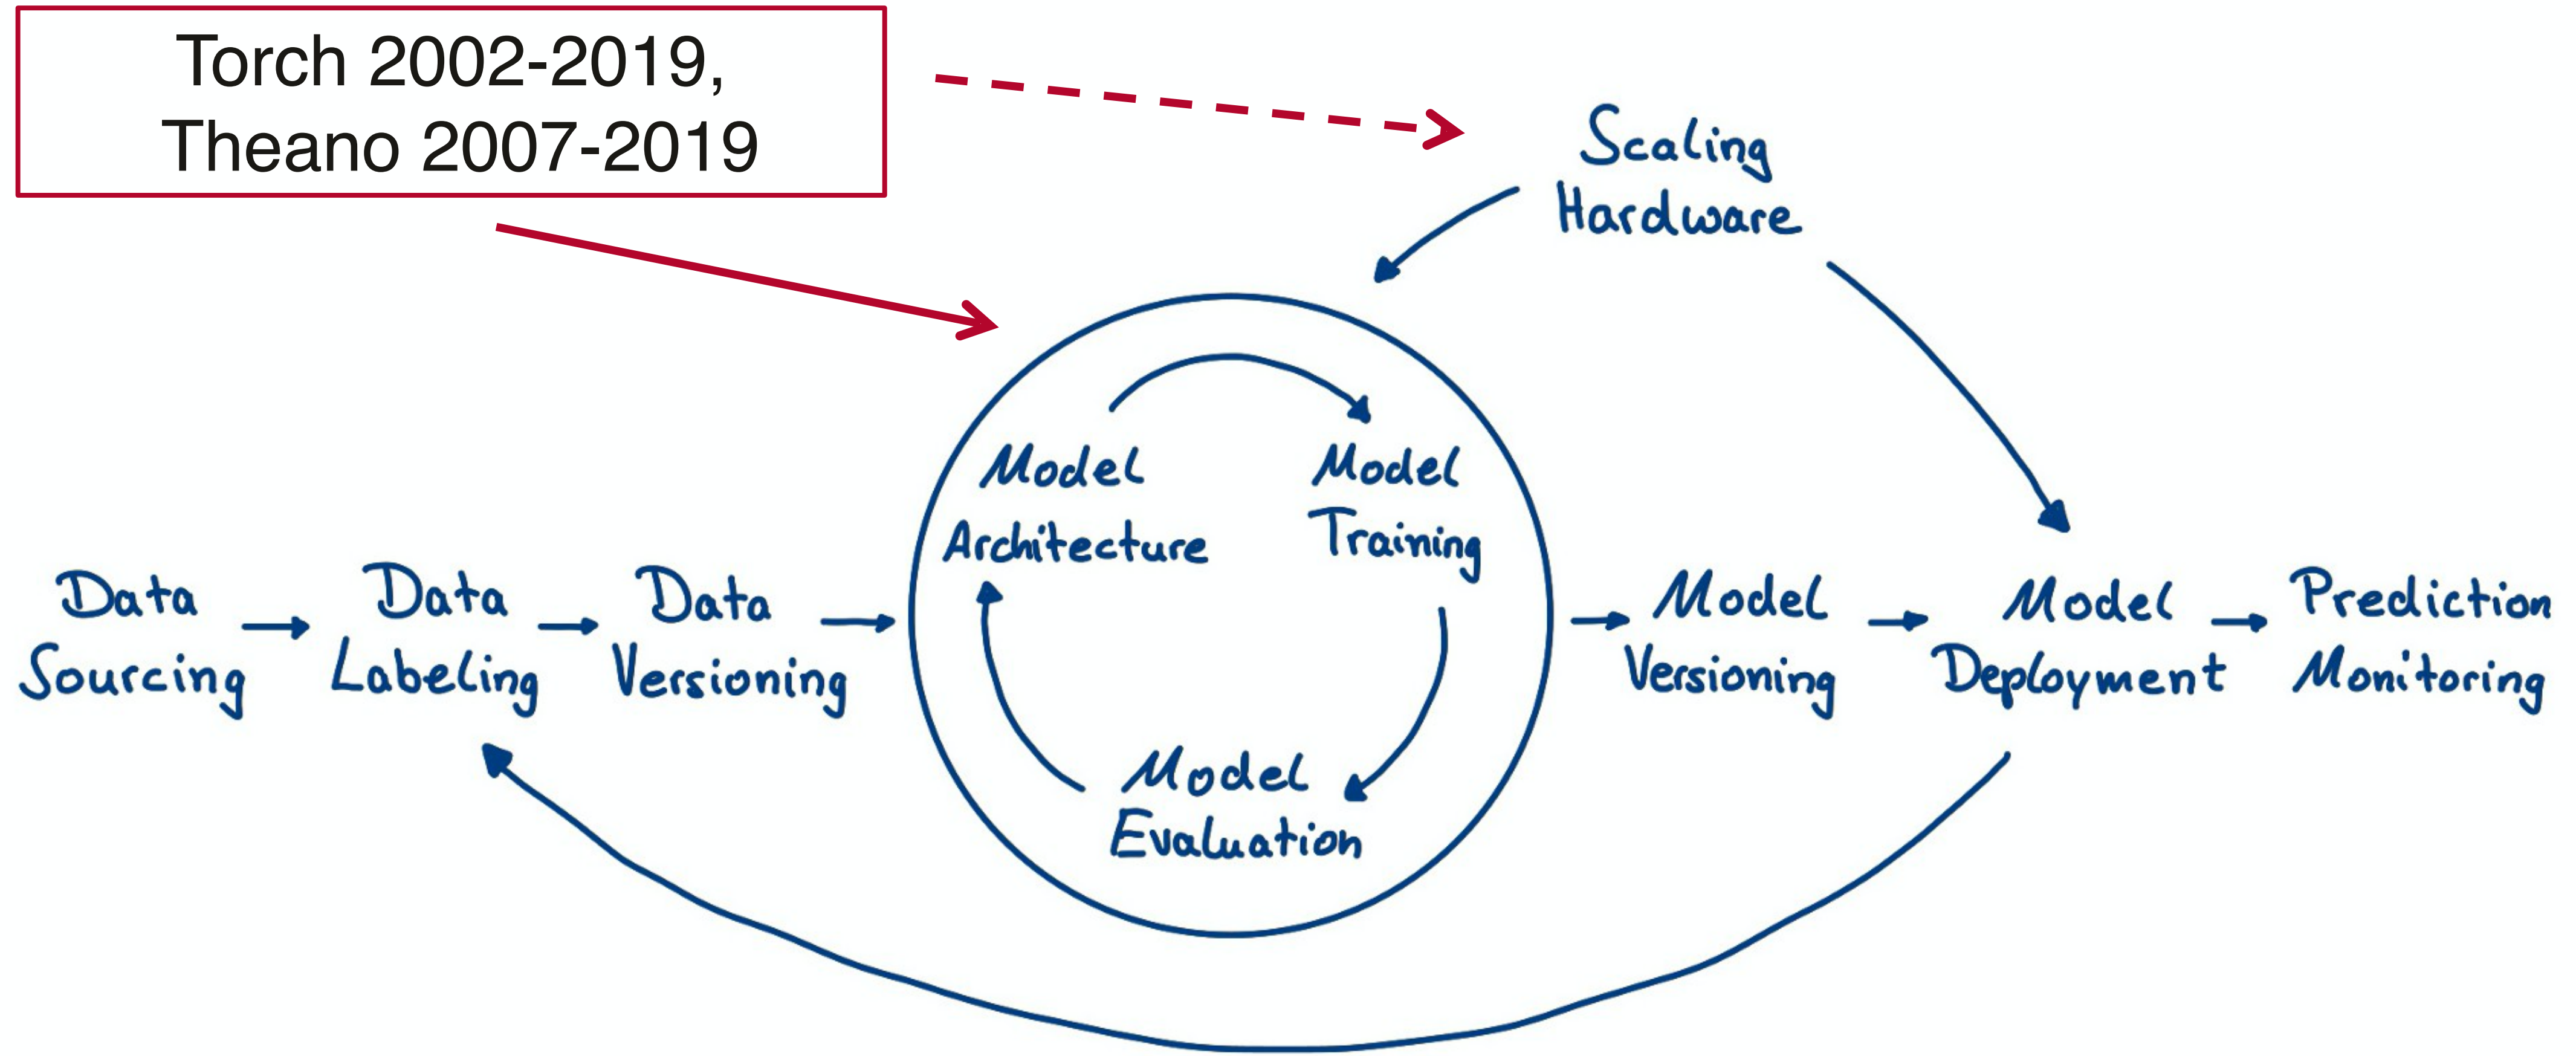 Torch 2002-2019,
Theano 2007-2019
Scaling
Hardware
Model
Architecture
Model
Training
Model
Evaluation
Data
Sourcing
Data
Labeling
Data
Versioning
Model
Versioning
Model
Deployment
Prediction
Monitoring